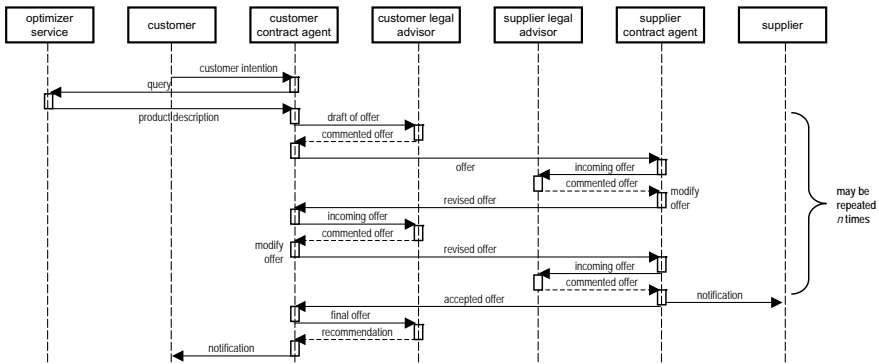 optimizer
service
customer
customer
contract agent
customer legal
advisor
supplier legal
advisor
supplier
contract agent
supplier
customer intention
query
product description
draft of offer
commented offer
offer
incoming offer
commented offer
modify
offer
revised offer
incoming offer
commented offer
modify
offer
revised offer
incoming offer
commented offer
accepted offer
notification
final offer
recommendation
notification
may be
repeated
n times